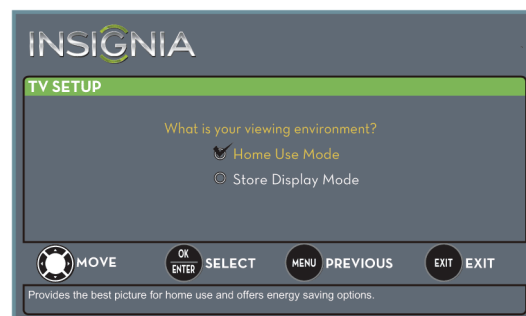 INSIGNIA
TV SETUP
What is your viewing environment?
Home Use Mode
Store Display Mode
MOVE OK ENTER SELECT MENU PREVIOUS EXIT EXIT
Provides the best picture for home use and offers energy saving options.